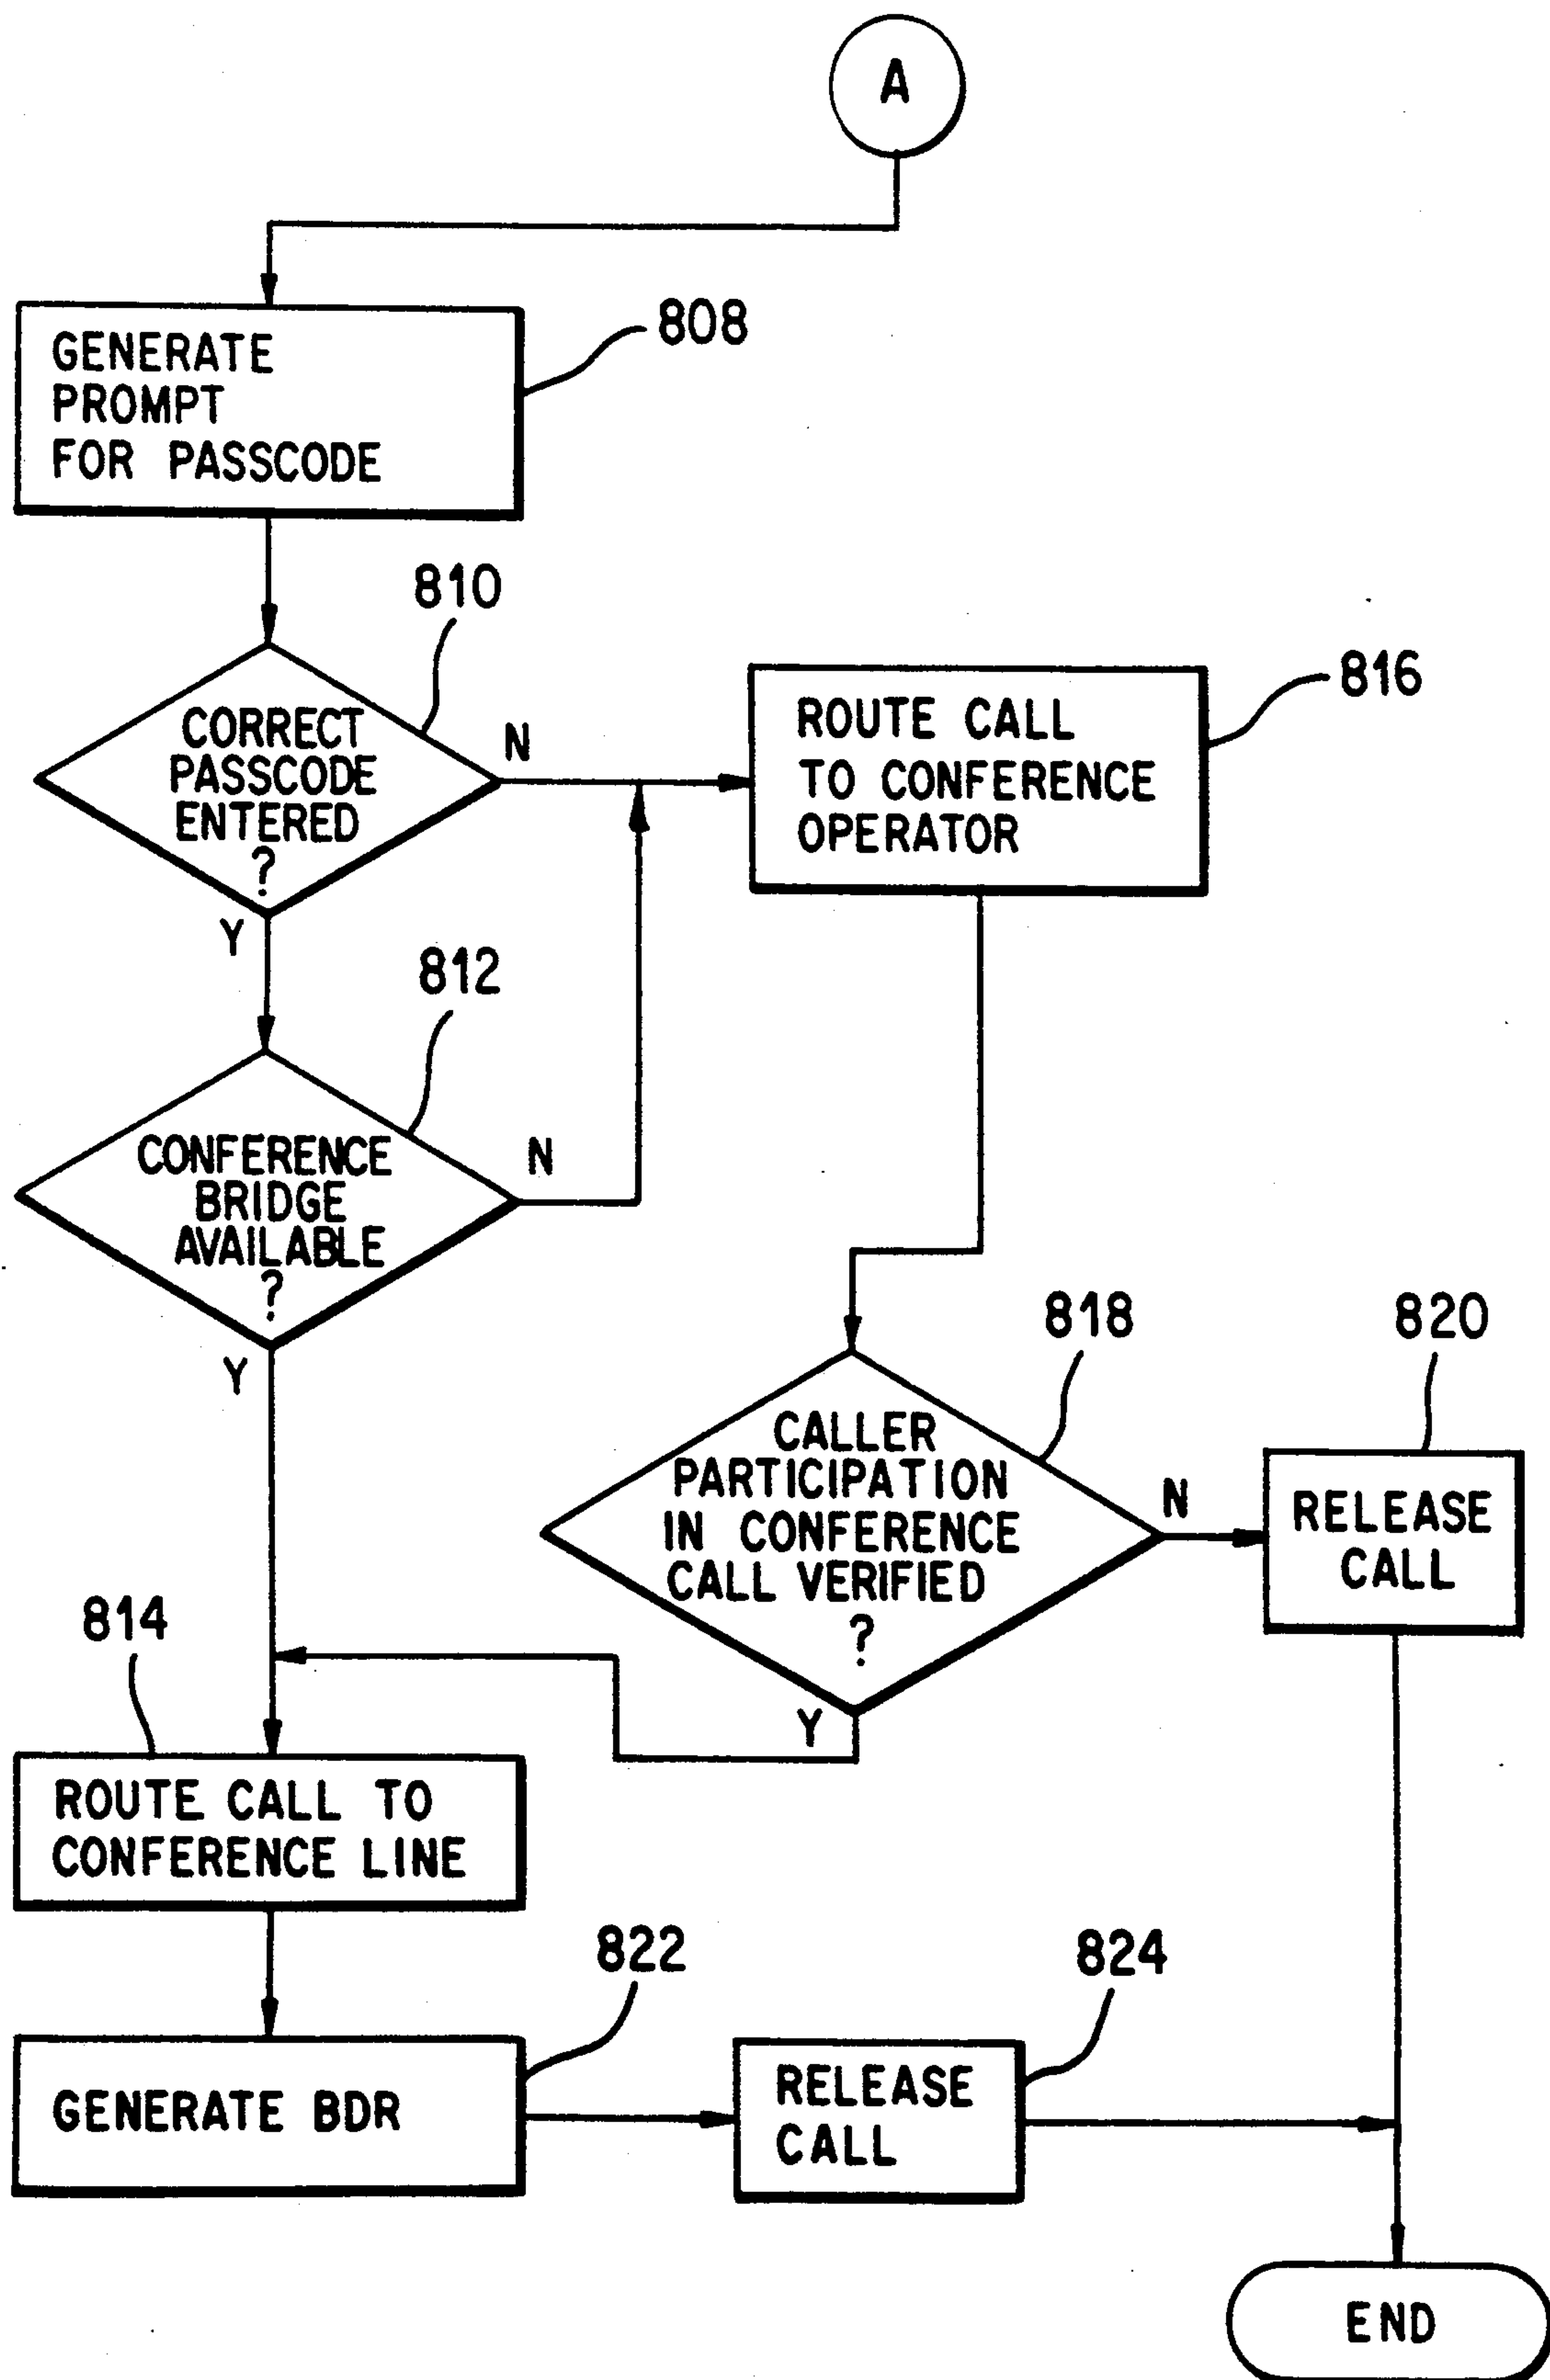 A
808
GENERATE
PROMPT
FOR PASSCODE
810
CORRECT
PASSCODE
ENTERED
?
N
Y
816
ROUTE CALL
TO CONFERENCE
OPERATOR
812
CONFERENCE
BRIDGE
AVAILABLE
?
N
Y
818
CALLER
PARTICIPATION
IN CONFERENCE
CALL VERIFIED
?
N
Y
820
RELEASE
CALL
814
ROUTE CALL TO
CONFERENCE LINE
822
GENERATE BDR
824
RELEASE
CALL
END